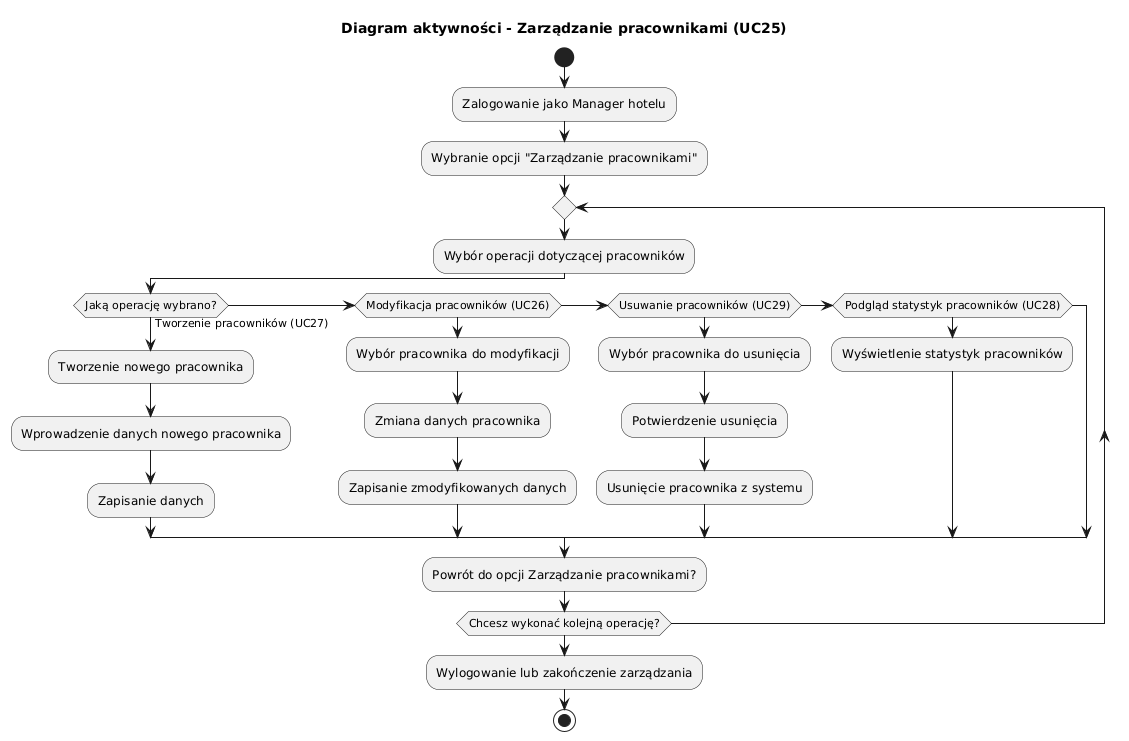 Diagram aktywności - Zarządzanie pracownikami (UC25)
Zalogowanie jako Manager hotelu
Wybranie opcji "Zarządzanie pracownikami"
Wybór operacji dotyczącej pracowników
Jaką operację wybrano?
Tworzenie pracowników (UC27)
Tworzenie nowego pracownika
Wprowadzenie danych nowego pracownika
Zapisanie danych
Modyfikacja pracowników (UC26)
Wybór pracownika do modyfikacji
Zmiana danych pracownika
Zapisanie zmodyfikowanych danych
Usuwanie pracowników (UC29)
Wybór pracownika do usunięcia
Potwierdzenie usunięcia
Usunięcie pracownika z systemu
Podgląd statystyk pracowników (UC28)
Wyświetlenie statystyk pracowników
Powrót do opcji Zarządzanie pracownikami?
Chcesz wykonać kolejną operację?
Wylogowanie lub zakończenie zarządzania